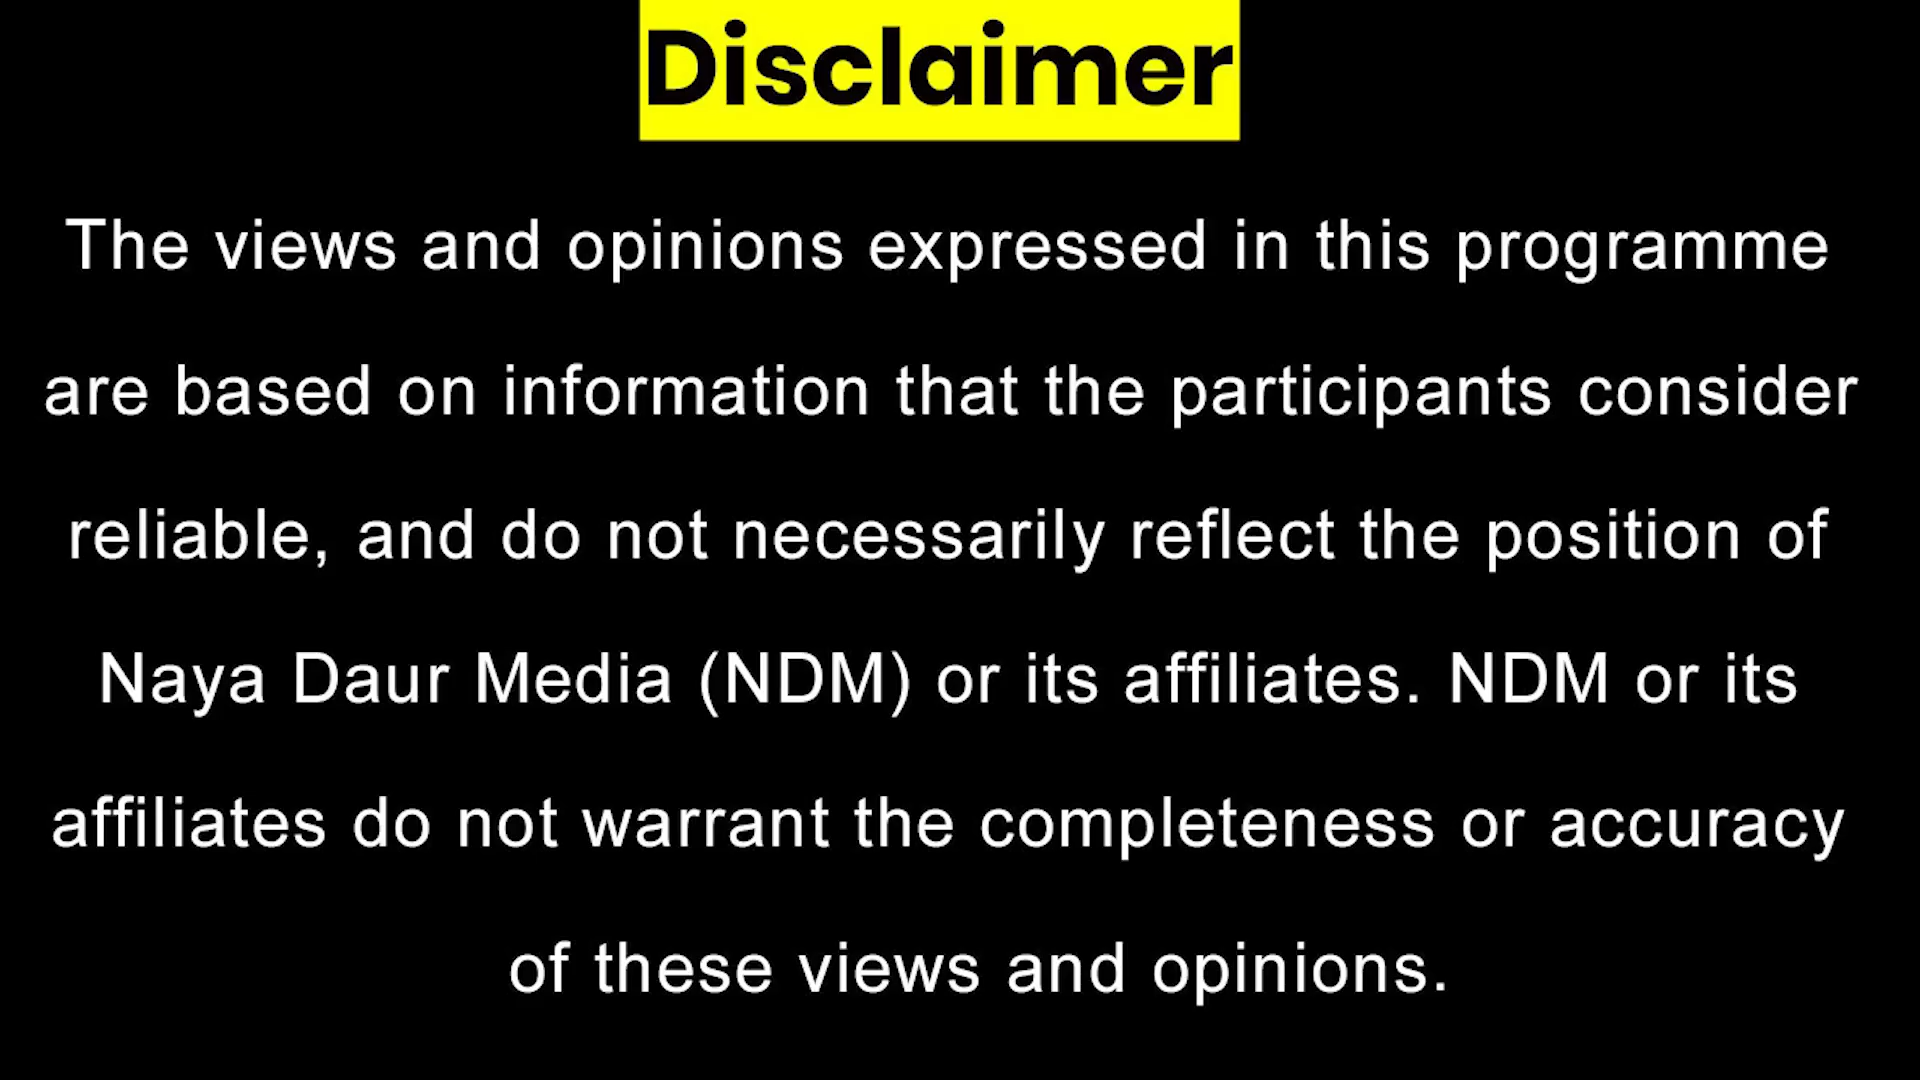 Disclaimer
The views and opinions expressed in this programme
are based on information that the participants consider
reliable, and do not necessarily reflect the position of
Naya Daur Media (NDM) or its affiliates. NDM or its
affiliates do not warrant the completeness or accuracy
of these views and opinions.